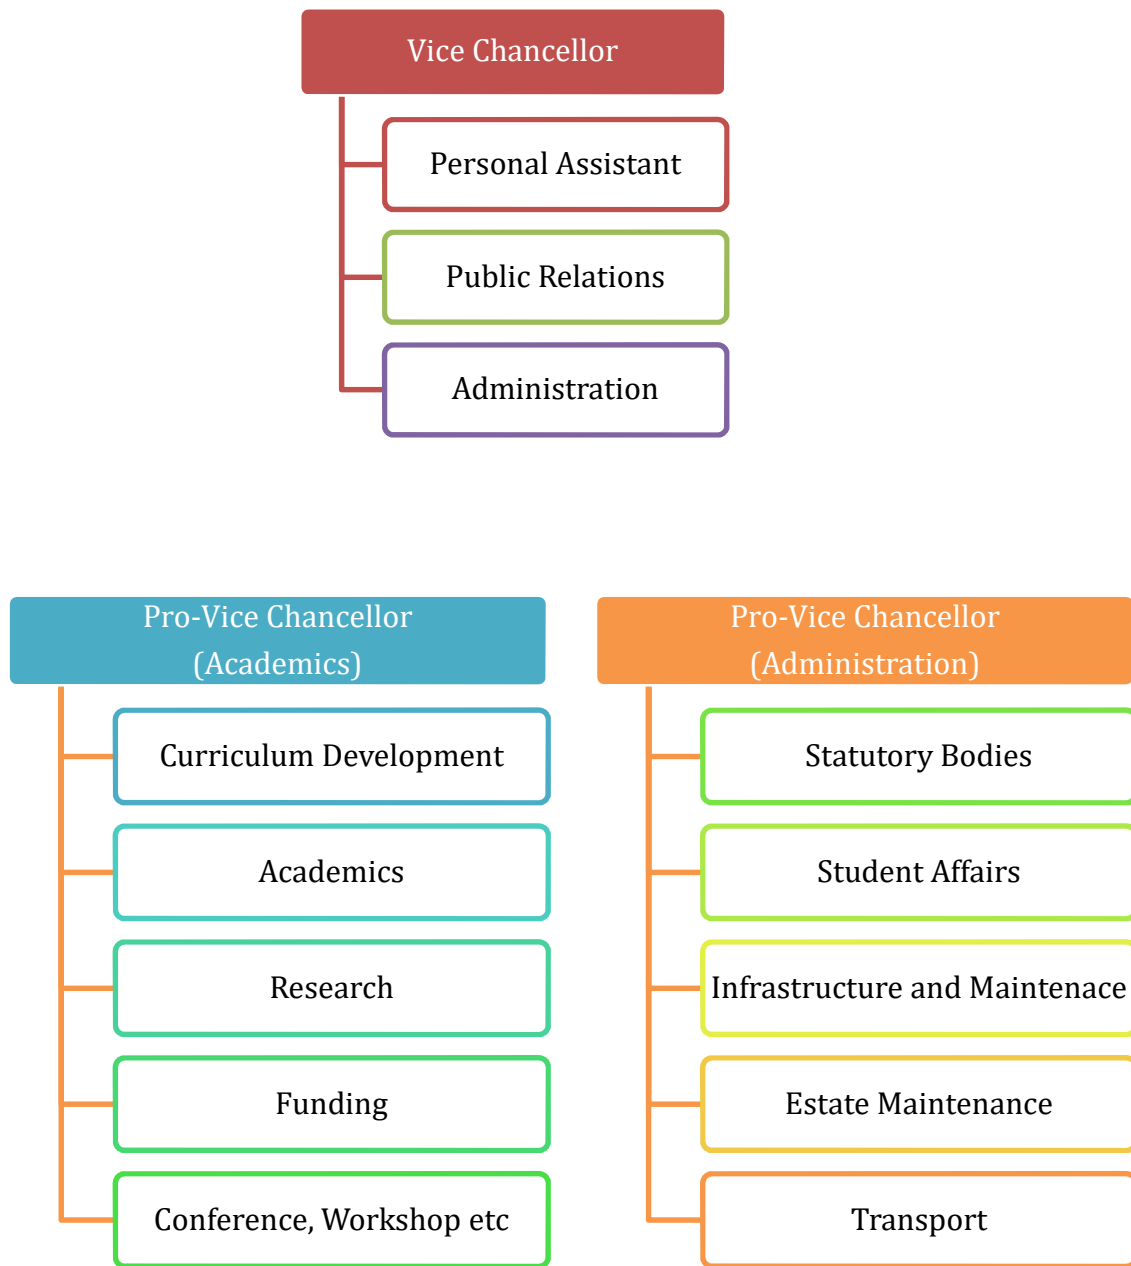 Vice Chancellor
Personal Assistant
Public Relations
Administration
Pro-Vice Chancellor
(Academics)
Curriculum Development
Academics
Research
Funding
Conference, Workshop etc
Pro-Vice Chancellor
(Administration)
Statutory Bodies
Student Affairs
Infrastructure and Maintenace
Estate Maintenance
Transport